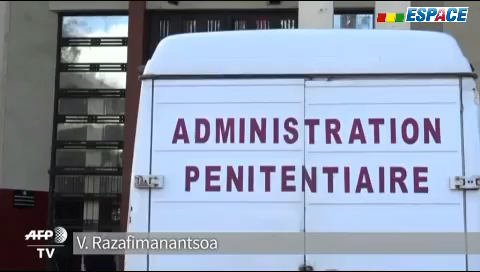 ESPACE
ADMINISTRATION
PENITENTIAIRE
AFP
TV
V. Razafimanantsoa